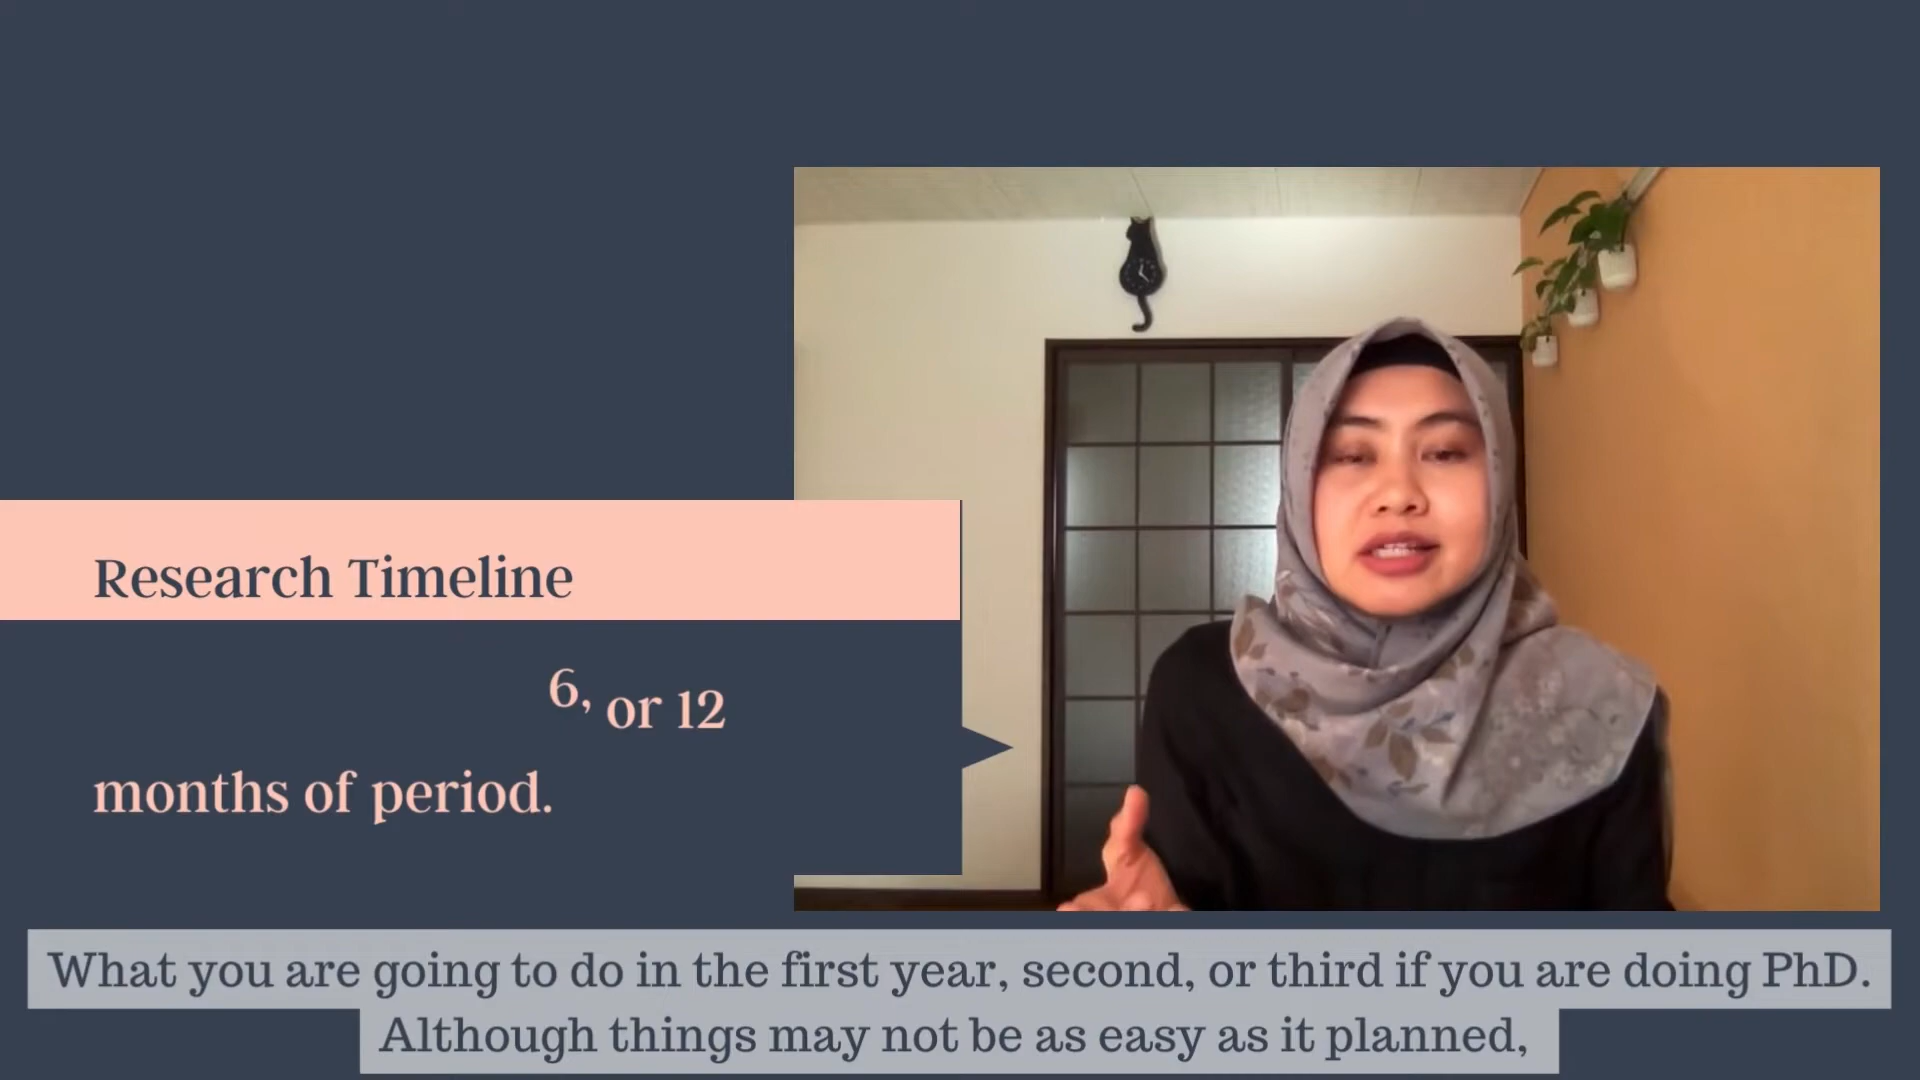 Research Timeline
6, or 12
months of period.
What you are going to do in the first year, second, or third if you are doing PhD.
Although things may not be as easy as it planned,